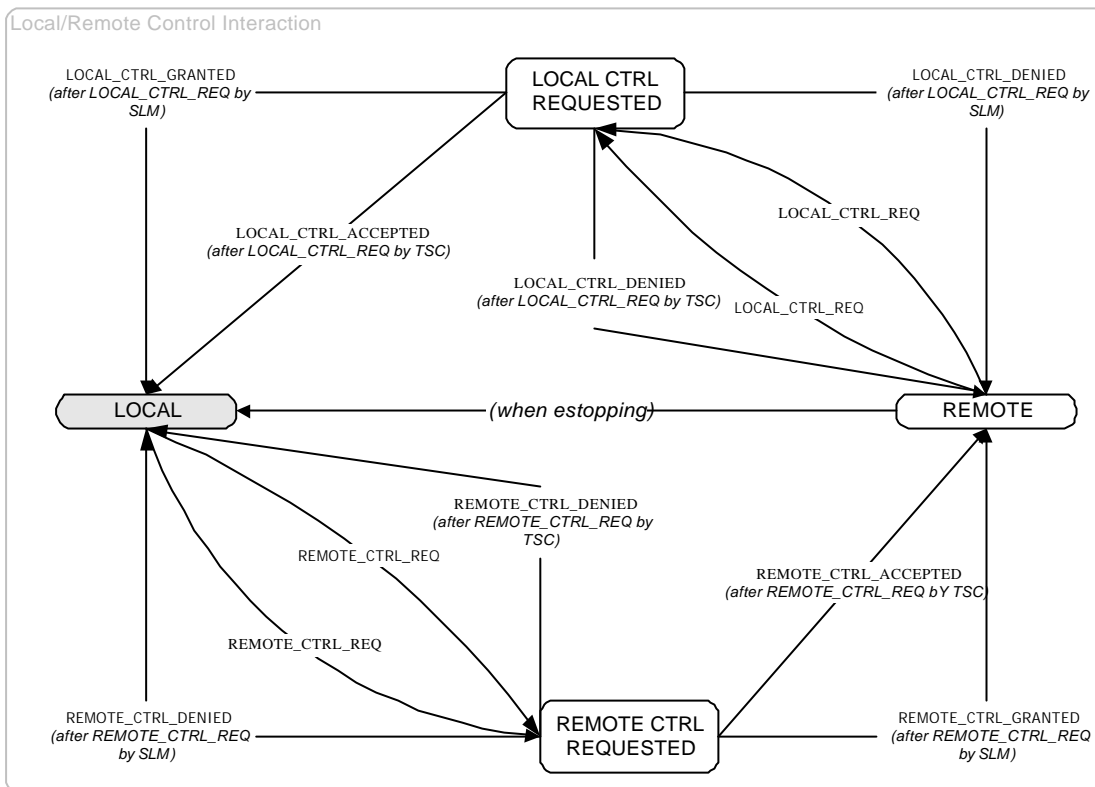 Local/Remote Control Interaction
LOCAL_CTRL_GRANTED
(after LOCAL_CTRL_REQ by
SLM)
LOCAL CTRL
REQUESTED
LOCAL_CTRL_DENIED
(after LOCAL_CTRL_REQ by
SLM)
LOCAL_CTRL_REQ
LOCAL_CTRL_ACCEPTED
(after LOCAL_CTRL_REQ by TSC)
LOCAL_CTRL_DENIED
(after LOCAL_CTRL_REQ by TSC)
LOCAL_CTRL_REQ
LOCAL
(when estopping)
REMOTE
REMOTE_CTRL_DENIED
(after REMOTE_CTRL_REQ by
TSC)
REMOTE_CTRL_REQ
REMOTE_CTRL_ACCEPTED
(after REMOTE_CTRL_REQ bY TSC)
REMOTE_CTRL_REQ
REMOTE_CTRL_DENIED
(after REMOTE_CTRL_REQ
by SLM)
REMOTE CTRL
REQUESTED
REMOTE_CTRL_GRANTED
(after REMOTE_CTRL_REQ
by SLM)